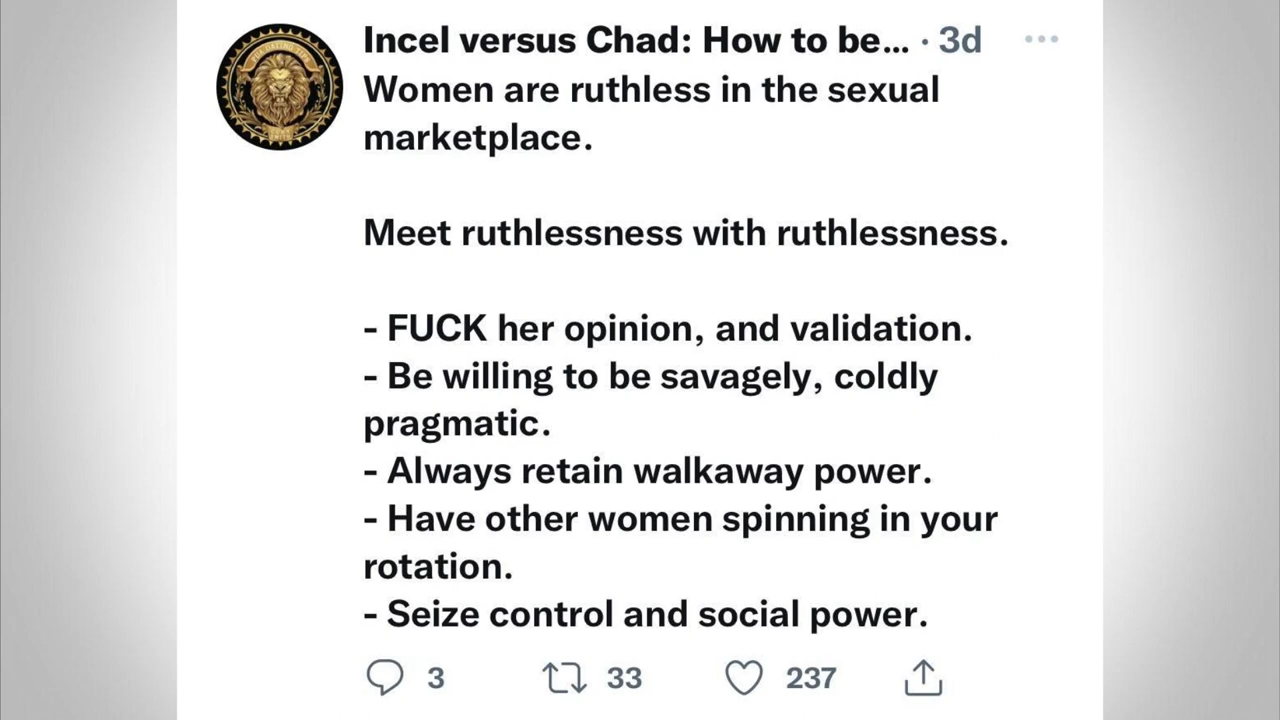 Incel versus Chad: How to be... · 3d
Women are ruthless in the sexual
marketplace.
Meet ruthlessness with ruthlessness.
- FUCK her opinion, and validation.
- Be willing to be savagely, coldly
pragmatic.
- Always retain walkaway power.
- Have other women spinning in your
rotation.
- Seize control and social power.
3 33 237